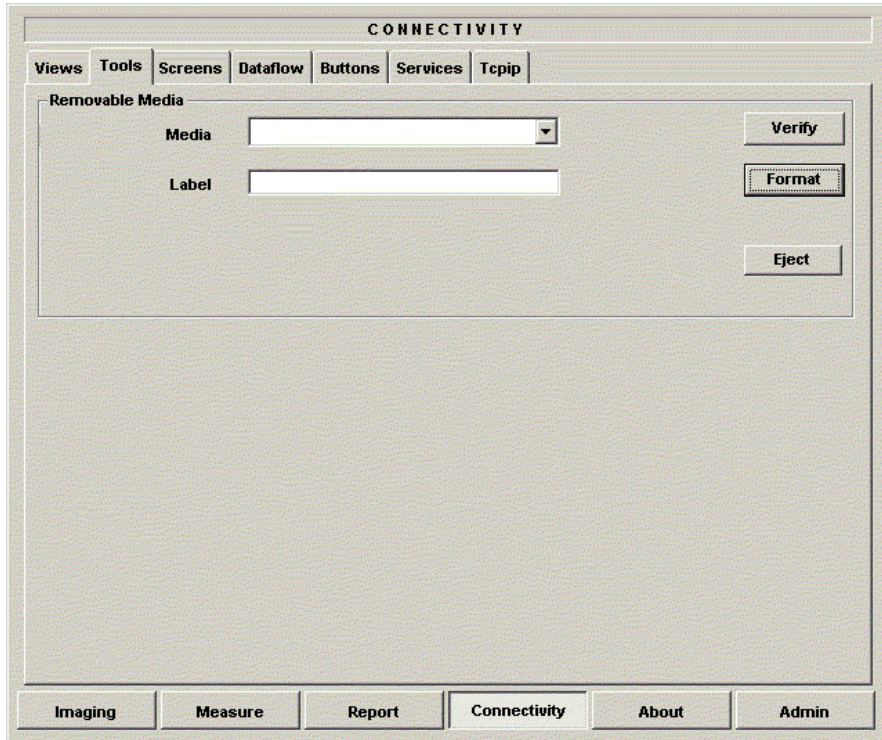 CONNECTIVITY
Views Tools Screens Dataflow Buttons Services Tcpip
Removable Media
Media Verify
Label Format
Eject
Imaging Measure Report Connectivity About Admin